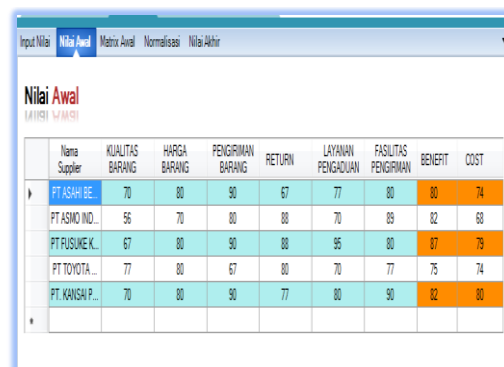 Input Nilai Nilai Awal Matrix Awal Normalisasi Nilai Akhir
Nilai Awal
Nama Supplier KUALITAS BARANG HARGA BARANG PENGIRIMAN BARANG RETURN LAYANAN PENGADUAN FASILITAS PENGIRMAN BENEFIT COST
PT ASAHI BE... 70 80 90 67 77 80 80 74
PT ASMO IND... 56 70 80 88 70 89 82 68
PT FUSUKE K... 67 80 90 88 95 80 87 79
PT TOYOTA ... 77 80 67 80 70 77 75 74
PT. KANSAI P... 70 80 90 77 80 90 82 80